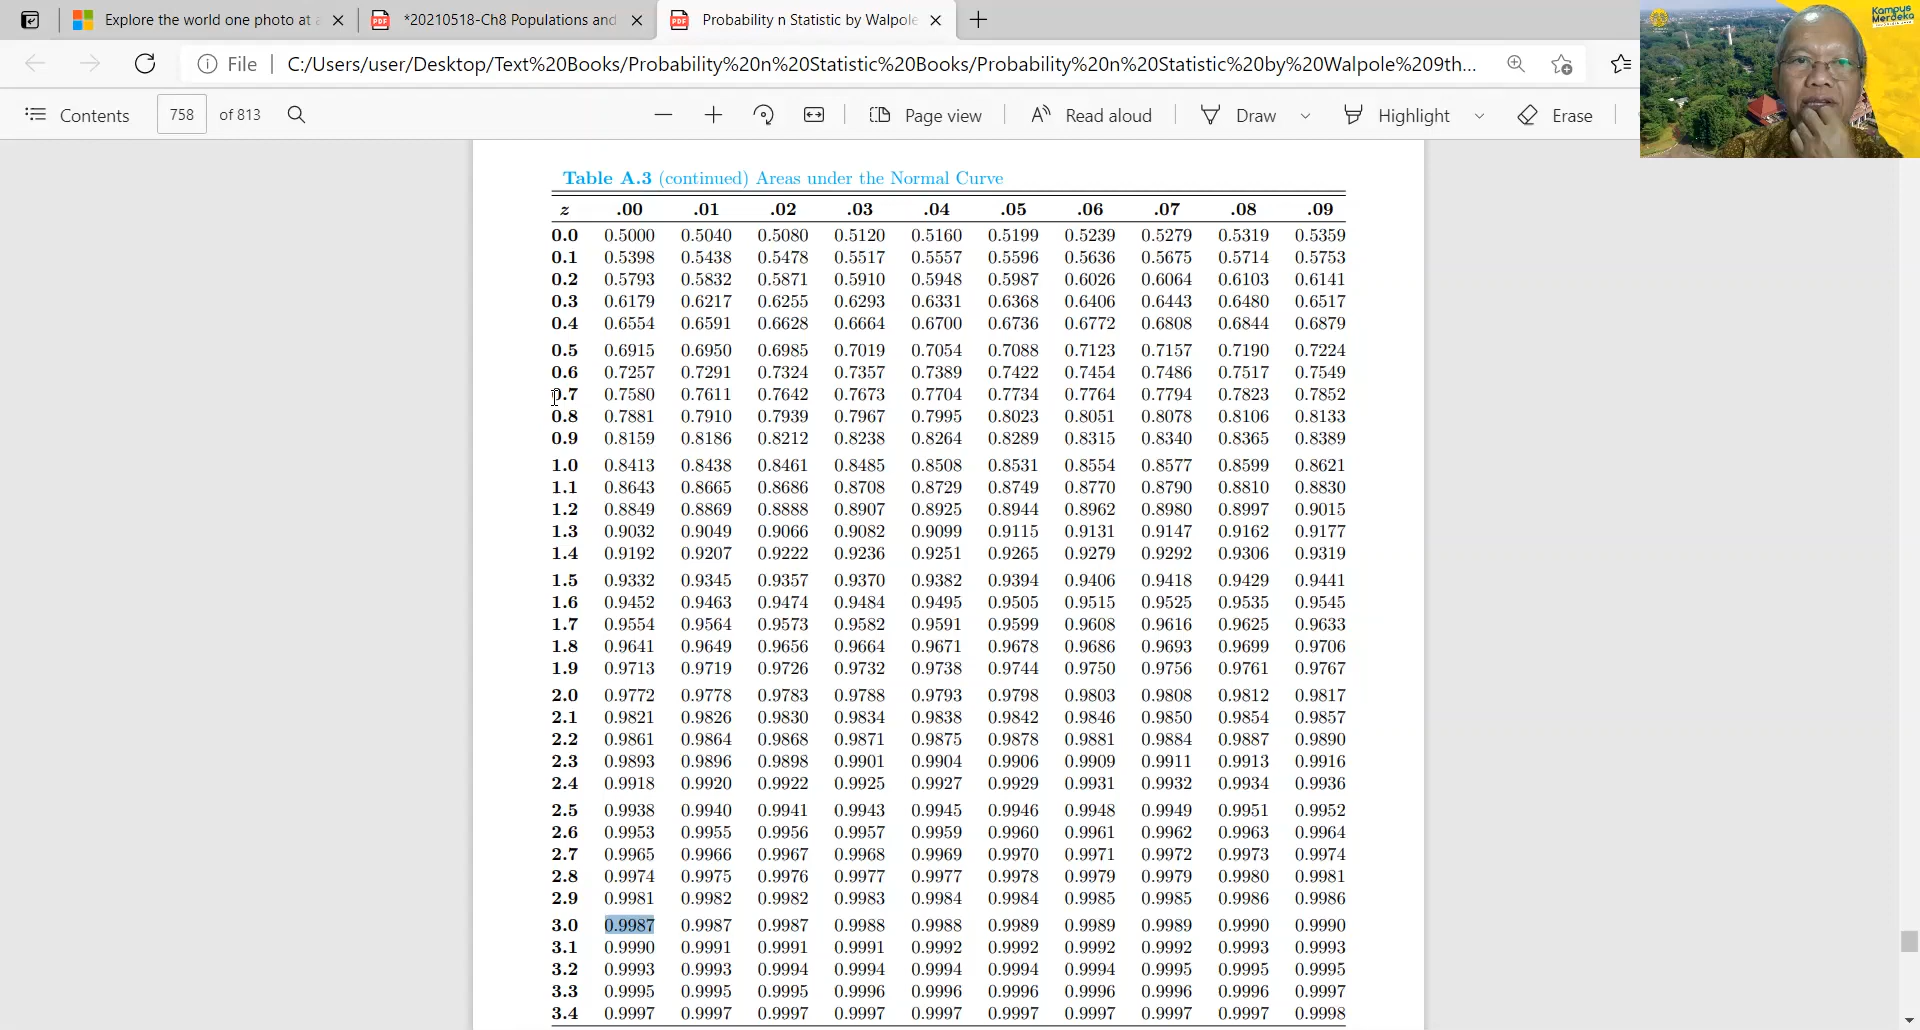 Explore the world one photo at a
*20210518-Ch8 Populations and
Probability n Statistic by Walpole
File
C:/Users/user/Desktop/Text%20Books/Probability%20n%20Statistic%20Books/Probability%20n%20Statistic%20by%20Walpole%209th...
Kampus
Merdeka
Contents
758 of 813
Page view
Read aloud
Draw
Highlight
Erase
Table A.3 (continued) Areas under the Normal Curve
z .00 .01 .02 .03 .04 .05 .06 .07 .08 .09
0.0 0.5000 0.5040 0.5080 0.5120 0.5160 0.5199 0.5239 0.5279 0.5319 0.5359
0.1 0.5398 0.5438 0.5478 0.5517 0.5557 0.5596 0.5636 0.5675 0.5714 0.5753
0.2 0.5793 0.5832 0.5871 0.5910 0.5948 0.5987 0.6026 0.6064 0.6103 0.6141
0.3 0.6179 0.6217 0.6255 0.6293 0.6331 0.6368 0.6406 0.6443 0.6480 0.6517
0.4 0.6554 0.6591 0.6628 0.6664 0.6700 0.6736 0.6772 0.6808 0.6844 0.6879
0.5 0.6915 0.6950 0.6985 0.7019 0.7054 0.7088 0.7123 0.7157 0.7190 0.7224
0.6 0.7257 0.7291 0.7324 0.7357 0.7389 0.7422 0.7454 0.7486 0.7517 0.7549
0.7 0.7580 0.7611 0.7642 0.7673 0.7704 0.7734 0.7764 0.7794 0.7823 0.7852
0.8 0.7881 0.7910 0.7939 0.7967 0.7995 0.8023 0.8051 0.8078 0.8106 0.8133
0.9 0.8159 0.8186 0.8212 0.8238 0.8264 0.8289 0.8315 0.8340 0.8365 0.8389
1.0 0.8413 0.8438 0.8461 0.8485 0.8508 0.8531 0.8554 0.8577 0.8599 0.8621
1.1 0.8643 0.8665 0.8686 0.8708 0.8729 0.8749 0.8770 0.8790 0.8810 0.8830
1.2 0.8849 0.8869 0.8888 0.8907 0.8925 0.8944 0.8962 0.8980 0.8997 0.9015
1.3 0.9032 0.9049 0.9066 0.9082 0.9099 0.9115 0.9131 0.9147 0.9162 0.9177
1.4 0.9192 0.9207 0.9222 0.9236 0.9251 0.9265 0.9279 0.9292 0.9306 0.9319
1.5 0.9332 0.9345 0.9357 0.9370 0.9382 0.9394 0.9406 0.9418 0.9429 0.9441
1.6 0.9452 0.9463 0.9474 0.9484 0.9495 0.9505 0.9515 0.9525 0.9535 0.9545
1.7 0.9554 0.9564 0.9573 0.9582 0.9591 0.9599 0.9608 0.9616 0.9625 0.9633
1.8 0.9641 0.9649 0.9656 0.9664 0.9671 0.9678 0.9686 0.9693 0.9699 0.9706
1.9 0.9713 0.9719 0.9726 0.9732 0.9738 0.9744 0.9750 0.9756 0.9761 0.9767
2.0 0.9772 0.9778 0.9783 0.9788 0.9793 0.9798 0.9803 0.9808 0.9812 0.9817
2.1 0.9821 0.9826 0.9830 0.9834 0.9838 0.9842 0.9846 0.9850 0.9854 0.9857
2.2 0.9861 0.9864 0.9868 0.9871 0.9875 0.9878 0.9881 0.9884 0.9887 0.9890
2.3 0.9893 0.9896 0.9898 0.9901 0.9904 0.9906 0.9909 0.9911 0.9913 0.9916
2.4 0.9918 0.9920 0.9922 0.9925 0.9927 0.9929 0.9931 0.9932 0.9934 0.9936
2.5 0.9938 0.9940 0.9941 0.9943 0.9945 0.9946 0.9948 0.9949 0.9951 0.9952
2.6 0.9953 0.9955 0.9956 0.9957 0.9959 0.9960 0.9961 0.9962 0.9963 0.9964
2.7 0.9965 0.9966 0.9967 0.9968 0.9969 0.9970 0.9971 0.9972 0.9973 0.9974
2.8 0.9974 0.9975 0.9976 0.9977 0.9977 0.9978 0.9979 0.9979 0.9980 0.9981
2.9 0.9981 0.9982 0.9982 0.9983 0.9984 0.9984 0.9985 0.9985 0.9986 0.9986
3.0 0.9987 0.9987 0.9987 0.9988 0.9988 0.9989 0.9989 0.9989 0.9990 0.9990
3.1 0.9990 0.9991 0.9991 0.9991 0.9992 0.9992 0.9992 0.9992 0.9993 0.9993
3.2 0.9993 0.9993 0.9994 0.9994 0.9994 0.9994 0.9994 0.9995 0.9995 0.9995
3.3 0.9995 0.9995 0.9995 0.9996 0.9996 0.9996 0.9996 0.9996 0.9996 0.9997
3.4 0.9997 0.9997 0.9997 0.9997 0.9997 0.9997 0.9997 0.9997 0.9997 0.9998